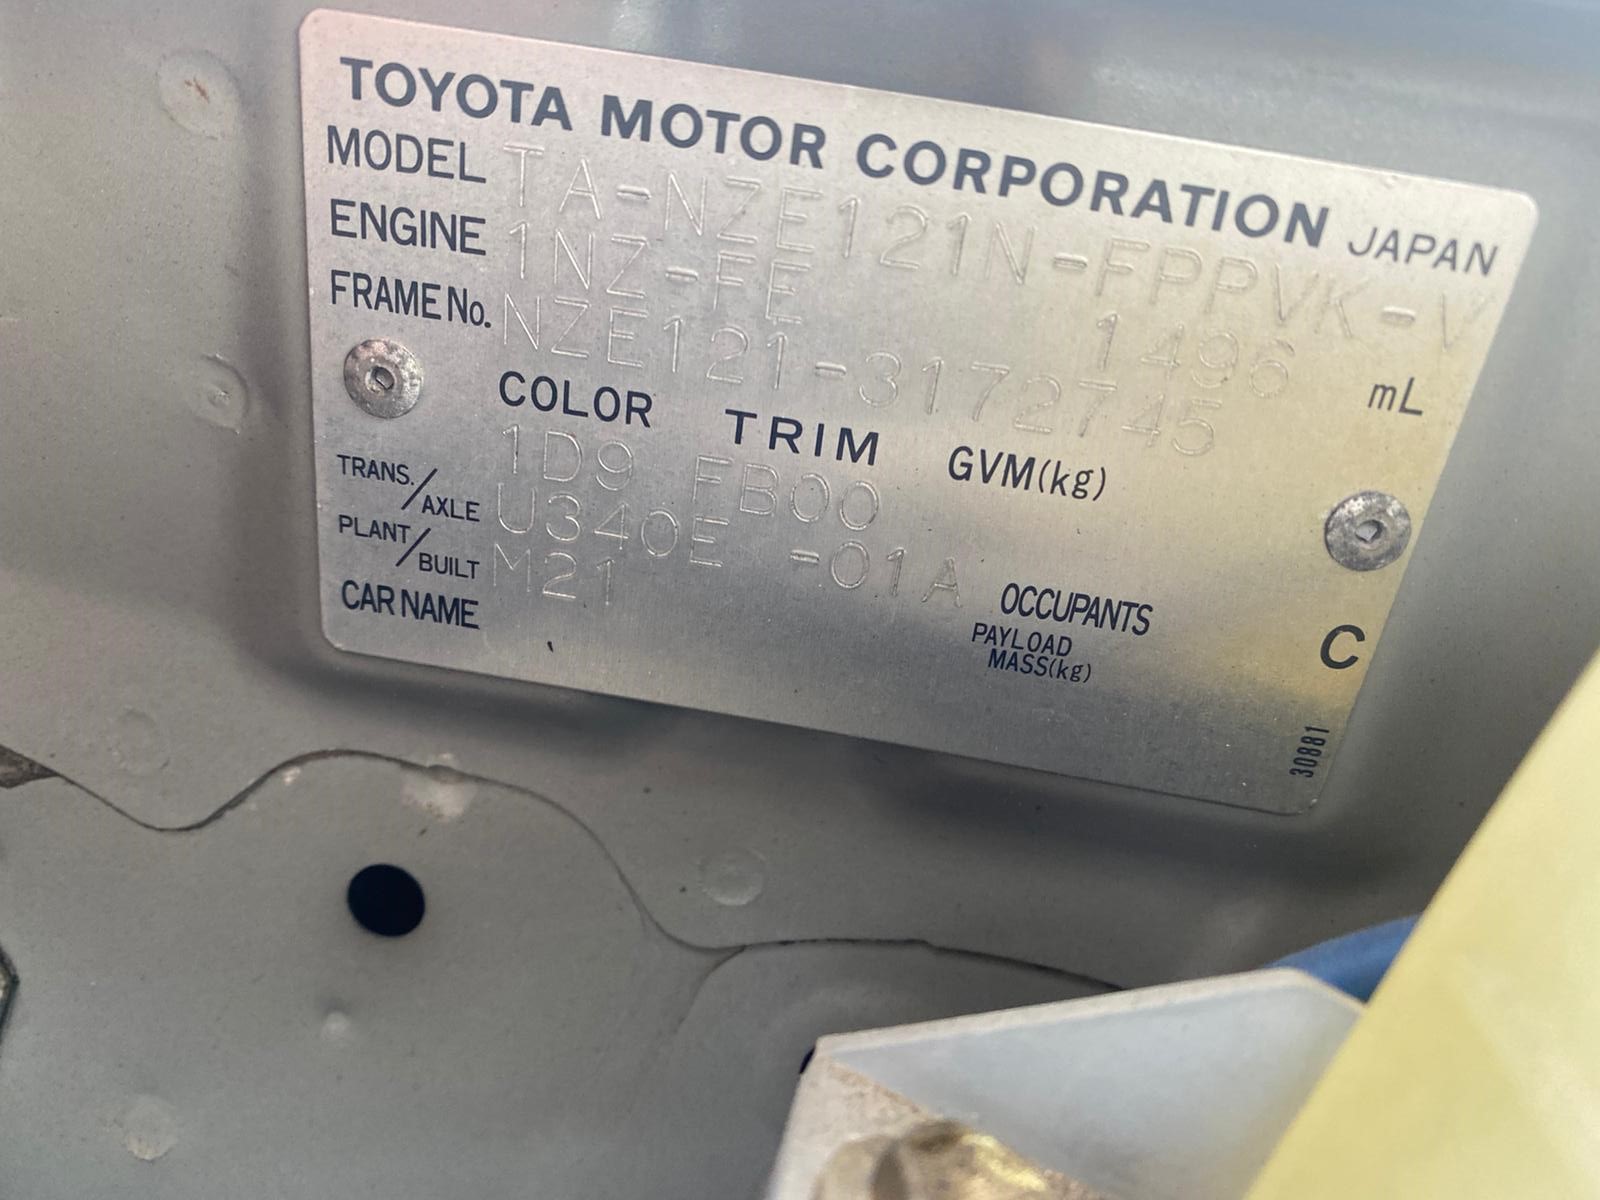 TOYOTA MOTOR CORPORATION JAPAN
MODEL TA-NZE121N-FPPVK-V
ENGINE 1NZ-FE 1496 mL
FRAME No. NZE121-3172745
COLOR TRIM GVM(kg)
1D9 FB00
TRANS./AXLE U340E -01A
PLANT/BUILT M21 OCCUPANTS C
CAR NAME PAYLOAD MASS(kg)
30881